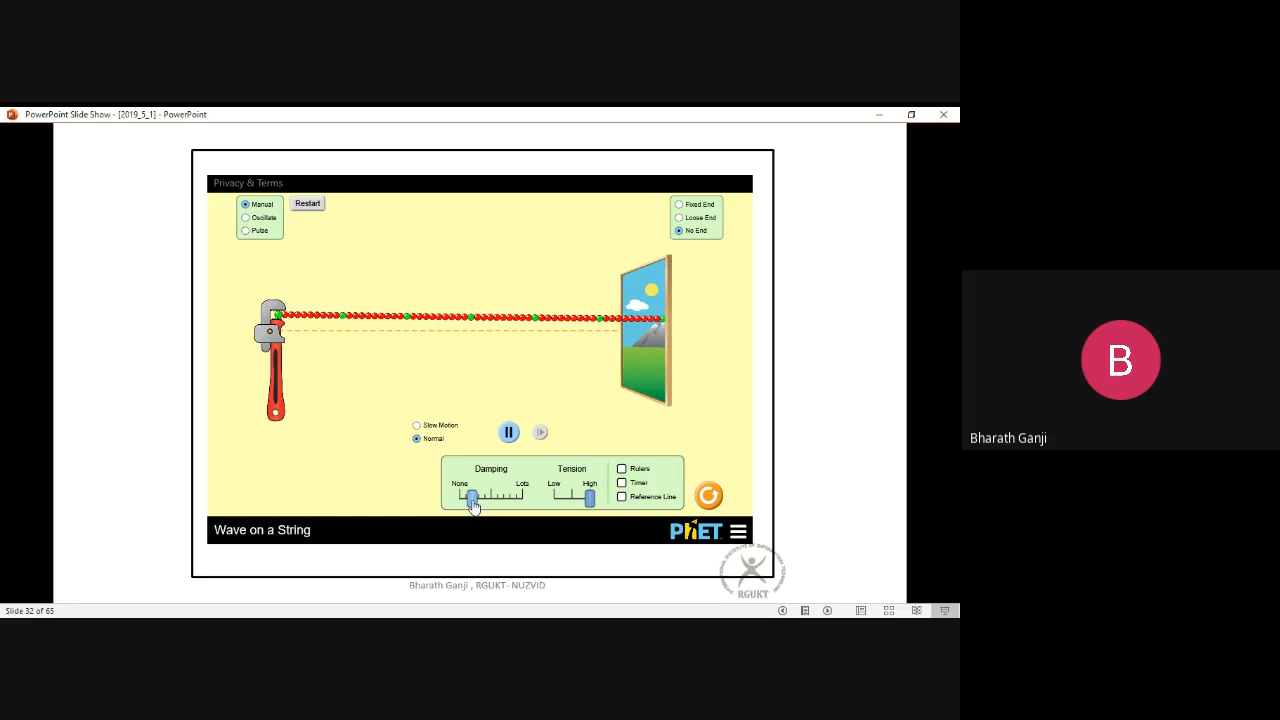 PowerPoint Slide Show - [2019_5_1] - PowerPoint
Privacy & Terms
Manual
Oscillate
Pulse
Restart
Fixed End
Loose End
No End
Slow Motion
Normal
Damping
None
Lots
Tension
Low
High
Rulers
Timer
Reference Line
Wave on a String
PhET
RGUKT
Bharath Ganji , RGUKT- NUZVID
Slide 32 of 65
B
Bharath Ganji